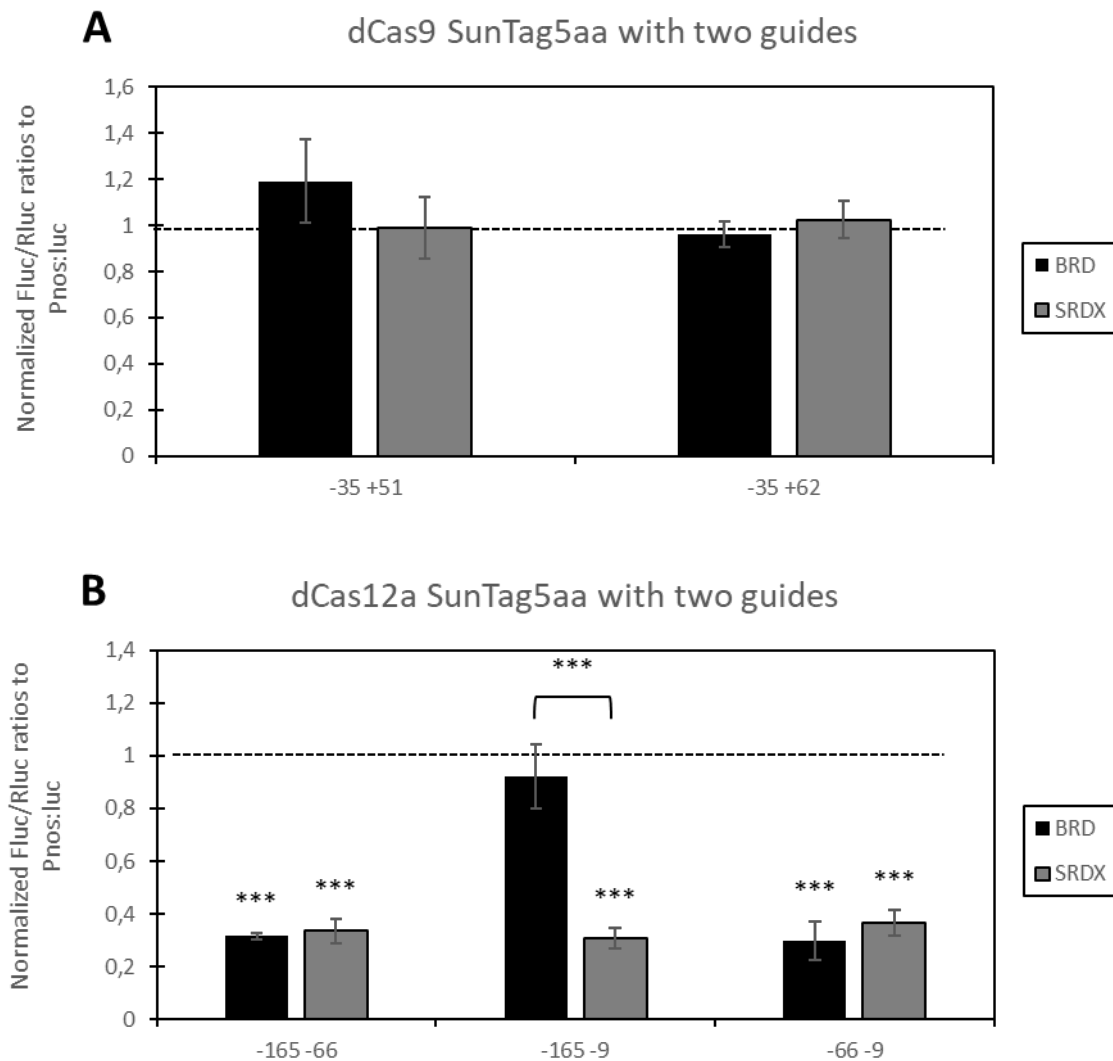 A
dCas9 SunTag5aa with two guides
Normalized Fluc/Rluc ratios to
Pnos:luc
1,6
1,4
1,2
1
0,8
0,6
0,4
0,2
0
-35 +51
-35 +62
BRD
SRDX
B
dCas12a SunTag5aa with two guides
Normalized Fluc/Rluc ratios to
Pnos:luc
1,4
1,2
1
0,8
0,6
0,4
0,2
0
***
***
***
***
***
***
-165 -66
-165 -9
-66 -9
BRD
SRDX